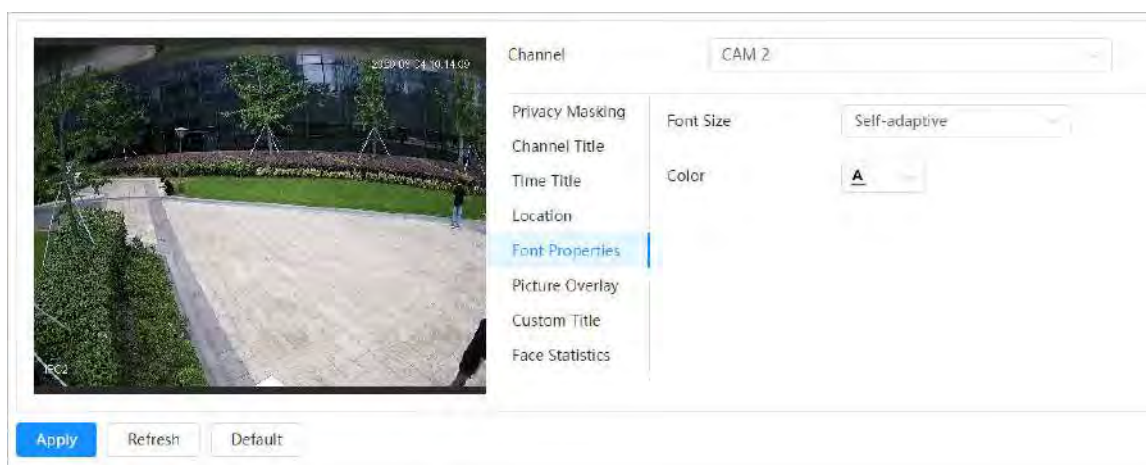 Channel
CAM 2
Privacy Masking
Channel Title
Time Title
Location
Font Properties
Picture Overlay
Custom Title
Face Statistics
Font Size
Self-adaptive
Color
A
IPC2
Apply
Refresh
Default